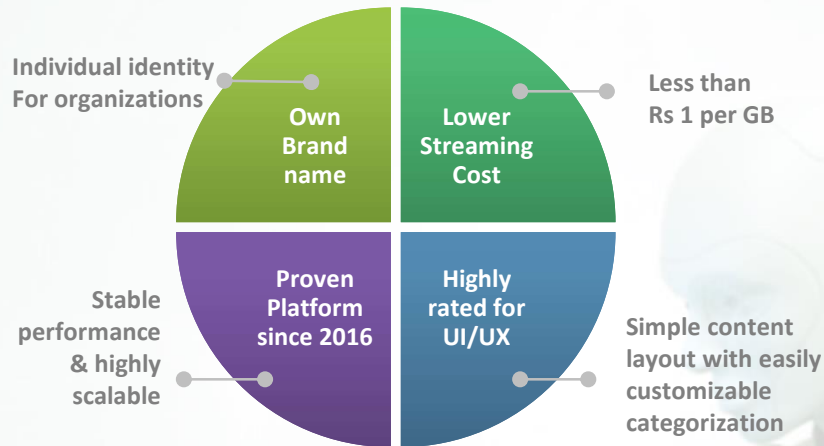 Individual identity
For organizations
Own
Brand
name
Lower
Streaming
Cost
Less than
Rs 1 per GB
Stable
performance
& highly
scalable
Proven
Platform
since 2016
Highly
rated for
UI/UX
Simple content
layout with easily
customizable
categorization